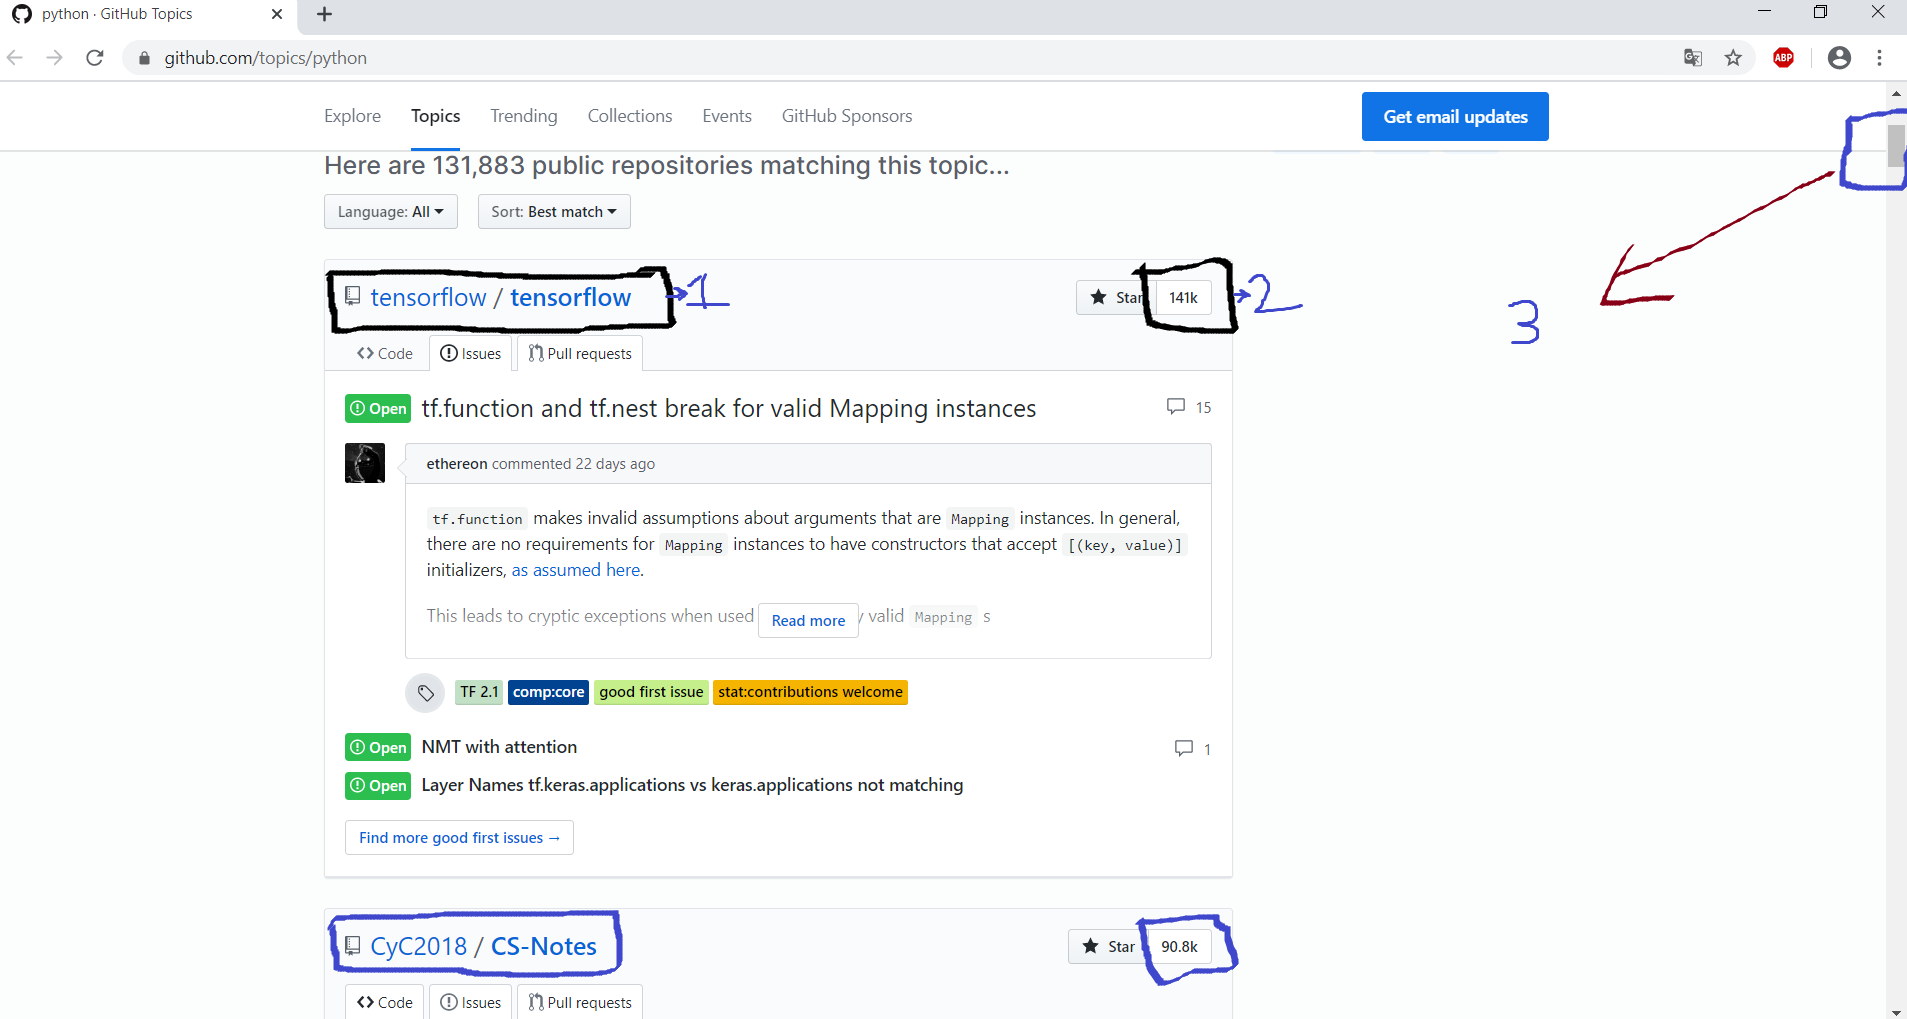 python · GitHub Topics
github.com/topics/python
ABP
Explore Topics Trending Collections Events GitHub Sponsors Get email updates
Here are 131,883 public repositories matching this topic...
Language: All Sort: Best match
tensorflow / tensorflow 1 Star 141k 2
3
Code Issues Pull requests
Open tf.function and tf.nest break for valid Mapping instances 15
ethereon commented 22 days ago
tf.function makes invalid assumptions about arguments that are Mapping instances. In general,
there are no requirements for Mapping instances to have constructors that accept [(key, value)]
initializers, as assumed here.
This leads to cryptic exceptions when used Read more y valid Mapping s
TF 2.1 comp:core good first issue stat:contributions welcome
Open NMT with attention 1
Open Layer Names tf.keras.applications vs keras.applications not matching
Find more good first issues →
CyC2018 / CS-Notes Star 90.8k
Code Issues Pull requests